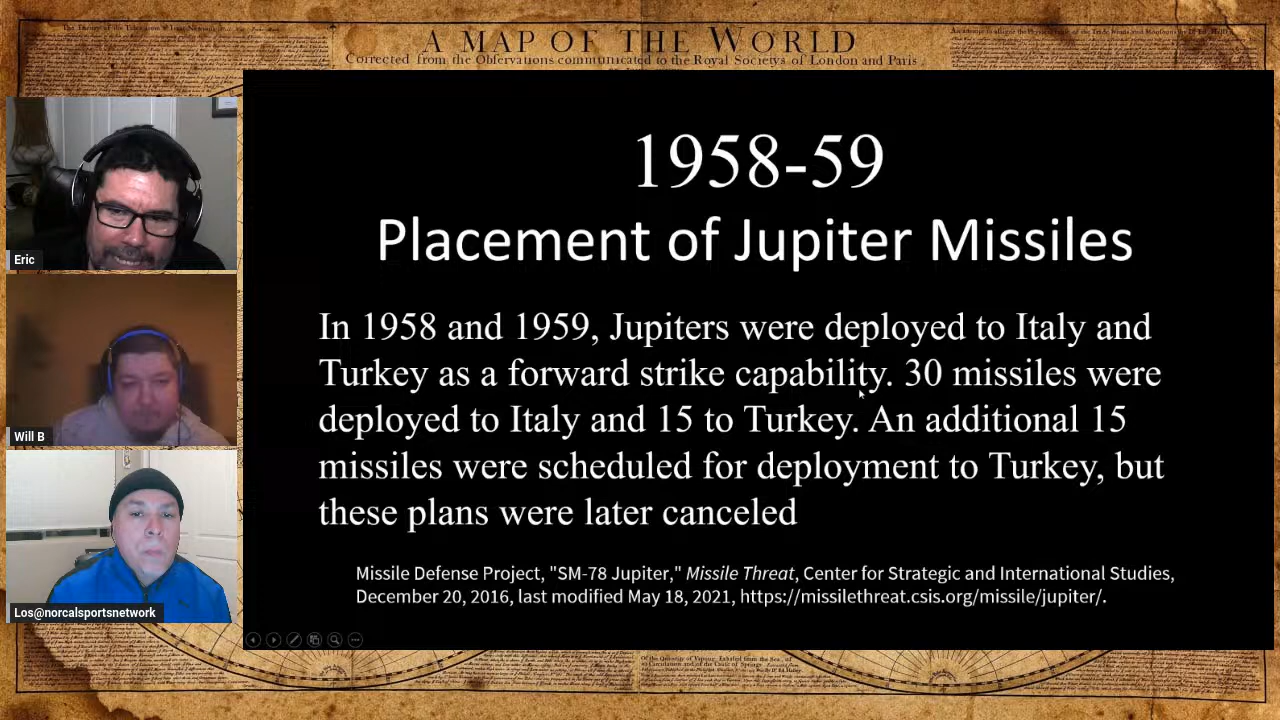 A MAP OF THE WORLD
Corrected from the Obſervations communicated to the Royal Societys of London and Paris
1958-59
Placement of Jupiter Missiles
In 1958 and 1959, Jupiters were deployed to Italy and
Turkey as a forward strike capability. 30 missiles were
deployed to Italy and 15 to Turkey. An additional 15
missiles were scheduled for deployment to Turkey, but
these plans were later canceled
Missile Defense Project, "SM-78 Jupiter," Missile Threat, Center for Strategic and International Studies,
December 20, 2016, last modified May 18, 2021, https://missilethreat.csis.org/missile/jupiter/.
Eric
Will B
Los@norcalsportsnetwork